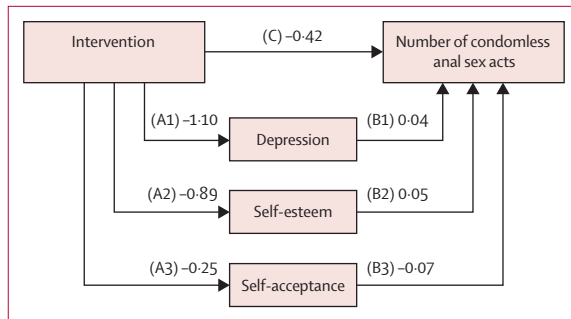 Intervention
(C) –0·42
Number of condomless
anal sex acts
(A1) –1·10
Depression
(B1) 0·04
(A2) –0·89
Self-esteem
(B2) 0·05
(A3) –0·25
Self-acceptance
(B3) –0·07